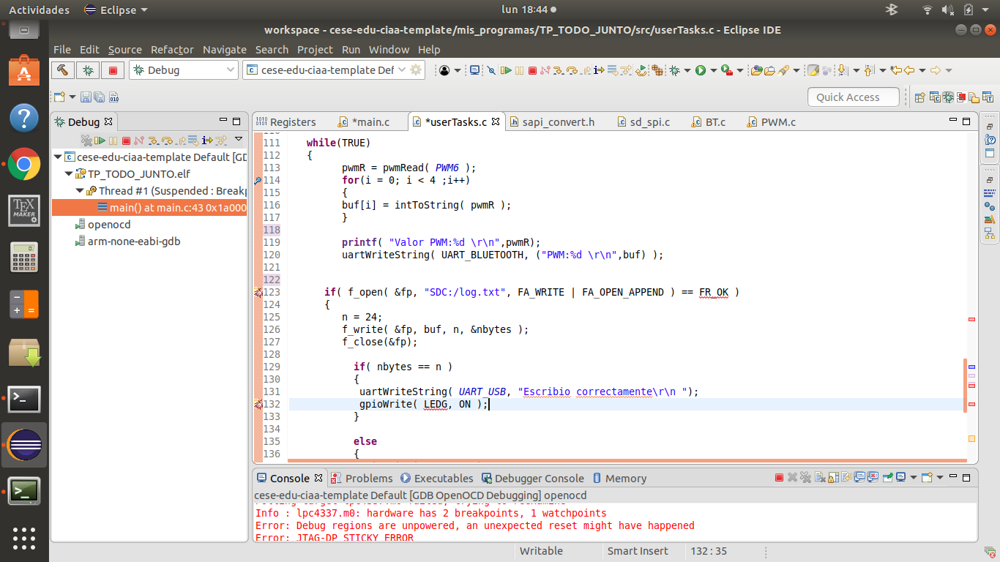 Actividades Eclipse lun 18:44
workspace - cese-edu-ciaa-template/mis_programas/TP_TODO_JUNTO/src/userTasks.c - Eclipse IDE
File Edit Source Refactor Navigate Search Project Run Window Help
Debug cese-edu-ciaa-template Def
Quick Access
Debug
cese-edu-ciaa-template Default [GD
TP_TODO_JUNTO.elf
Thread #1 (Suspended : Breakp
main() at main.c:43 0x1a000
openocd
arm-none-eabi-gdb
Registers *main.c *userTasks.c sapi_convert.h sd_spi.c BT.c PWM.c
111 while(TRUE)
112 {
113 pwmR = pwmRead( PWM6 );
114 for(i = 0; i < 4 ;i++)
115 {
116 buf[i] = intToString( pwmR );
117 }
118
119 printf( "Valor PWM:%d \r\n",pwmR);
120 uartWriteString( UART_BLUETOOTH, ("PWM:%d \r\n",buf) );
121
122
123 if( f_open( &fp, "SDC:/log.txt", FA_WRITE | FA_OPEN_APPEND ) == FR_OK )
124 {
125 n = 24;
126 f_write( &fp, buf, n, &nbytes );
127 f_close(&fp);
128
129 if( nbytes == n )
130 {
131 uartWriteString( UART_USB, "Escribio correctamente\r\n ");
132 gpioWrite( LEDG, ON );
133 }
134
135 else
136 {
Console Problems Executables Debugger Console Memory
cese-edu-ciaa-template Default [GDB OpenOCD Debugging] openocd
Info : lpc4337.m0: hardware has 2 breakpoints, 1 watchpoints
Error: Debug regions are unpowered, an unexpected reset might have happened
Error: JTAG-DP STICKY ERROR
Writable Smart Insert 132 : 35
TEX
MAKER